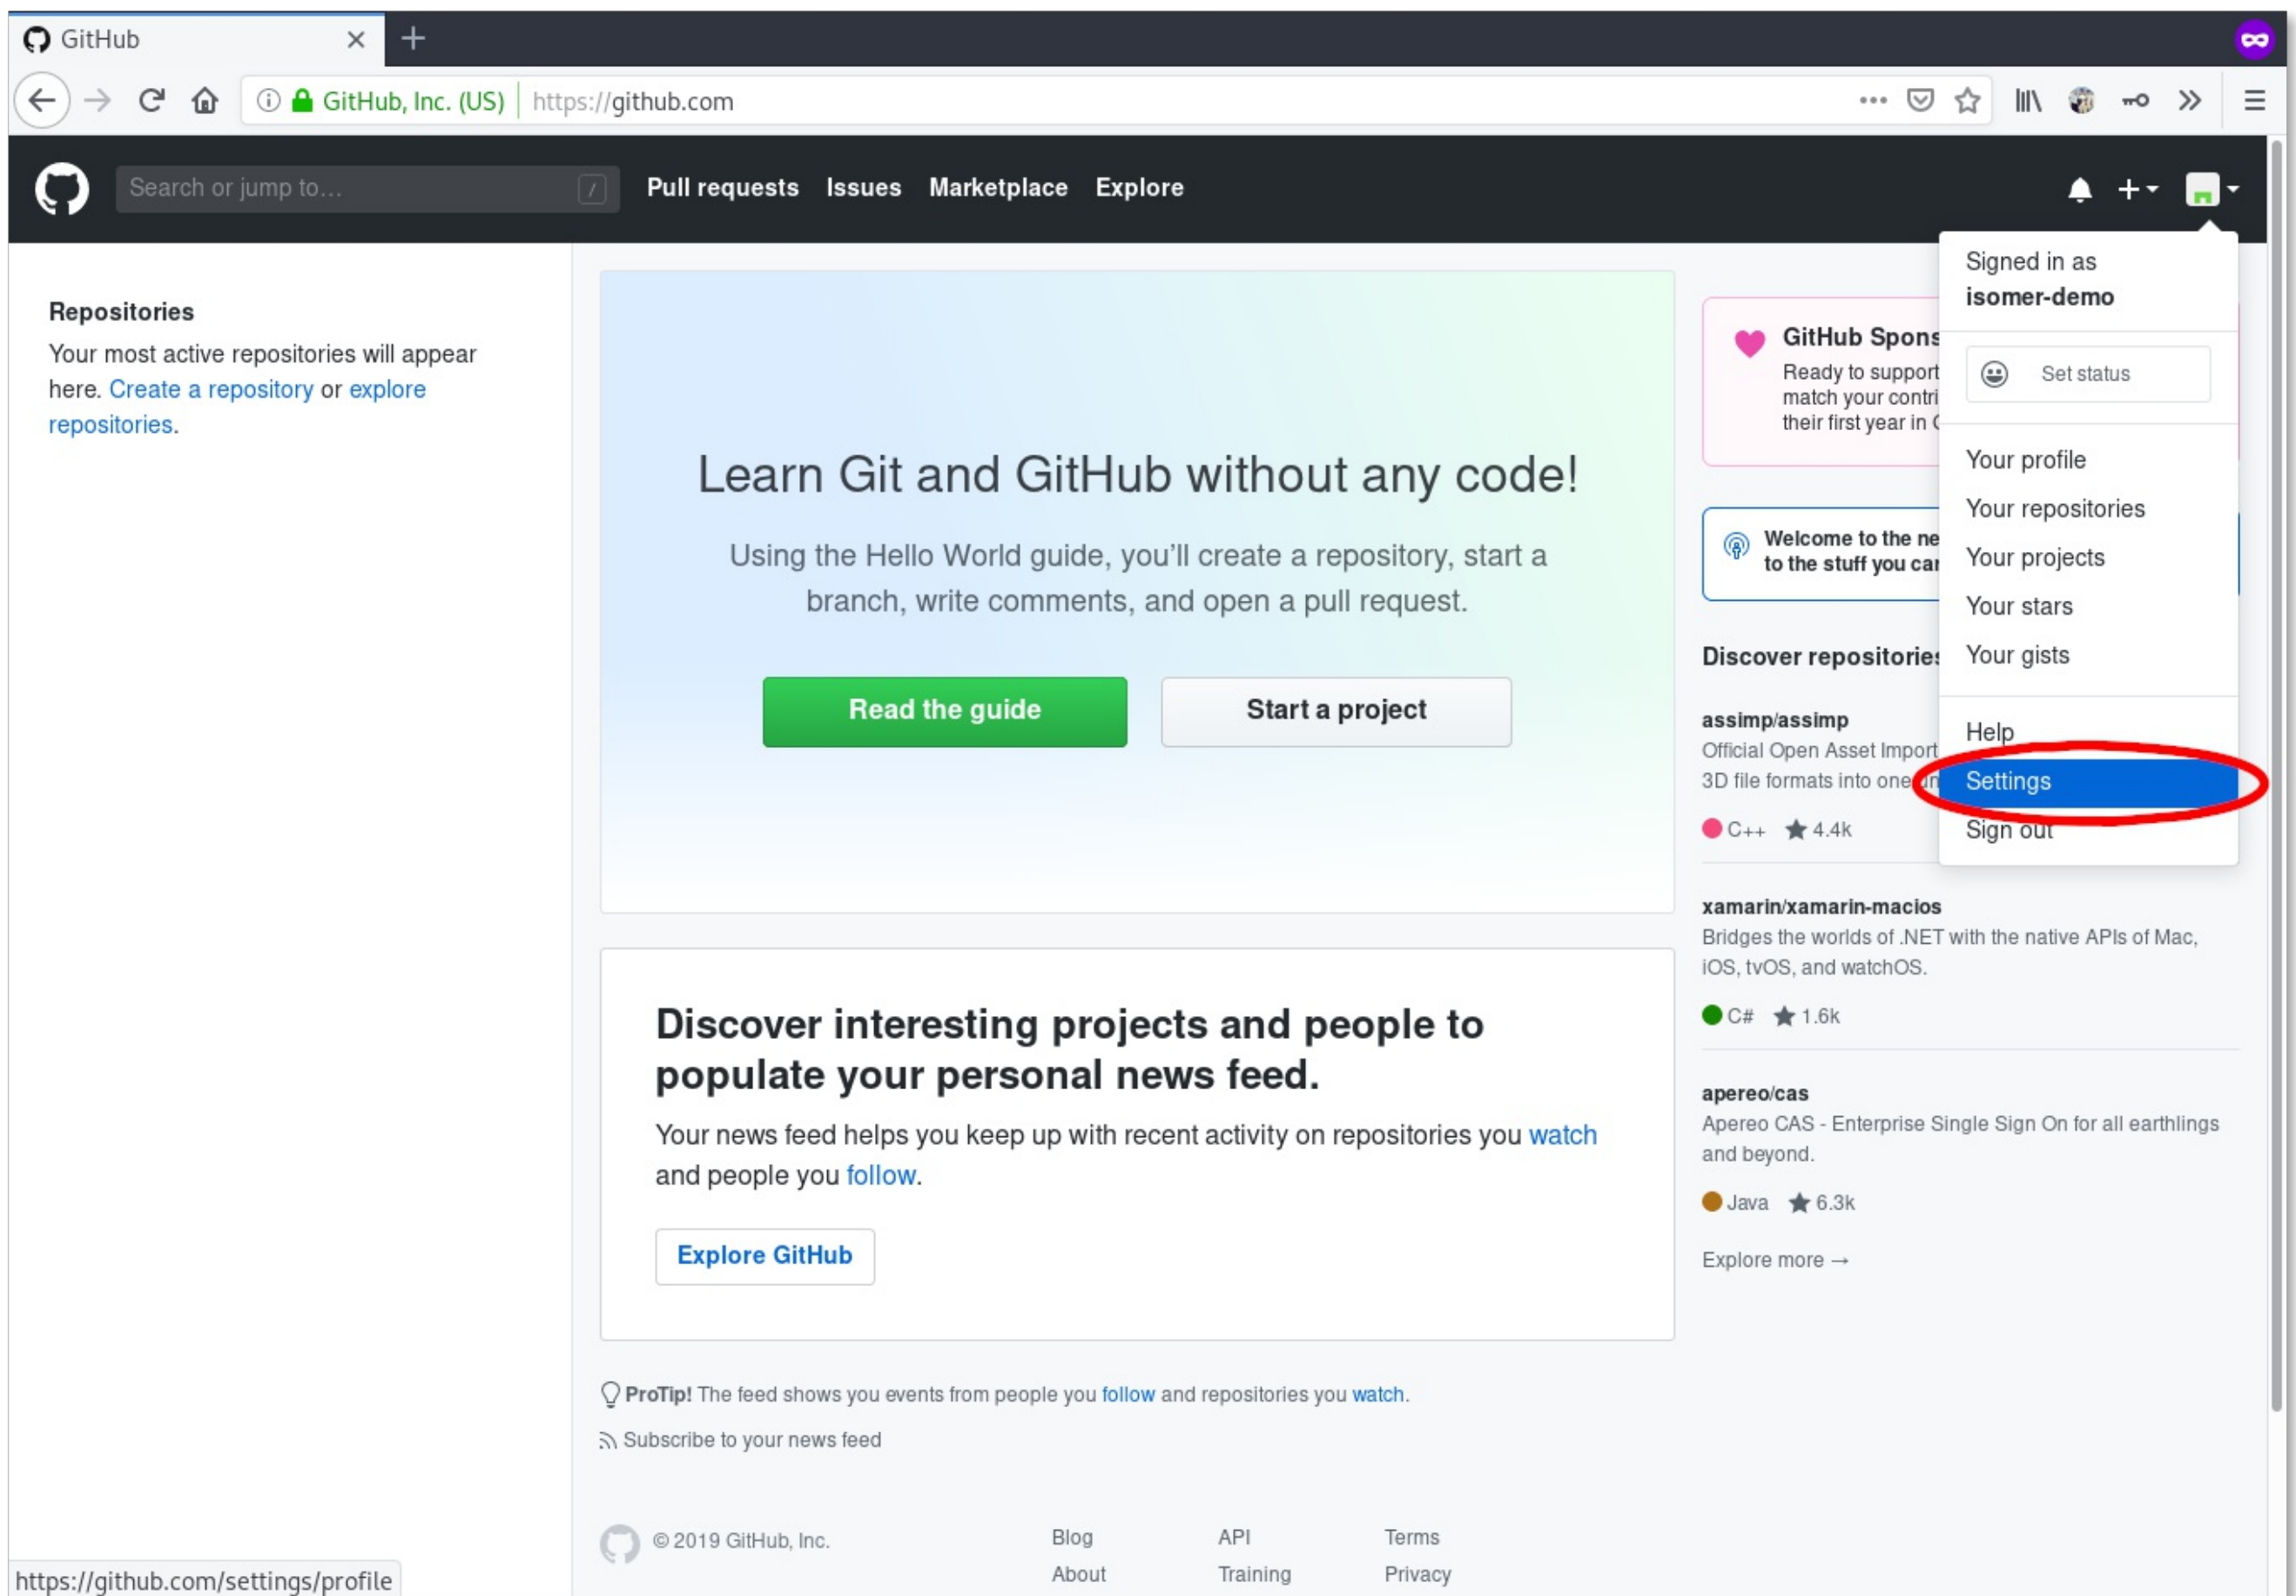 GitHub
GitHub, Inc. (US) https://github.com
Search or jump to… /
Pull requests Issues Marketplace Explore
Repositories
Your most active repositories will appear
here. Create a repository or explore
repositories.
Learn Git and GitHub without any code!
Using the Hello World guide, you’ll create a repository, start a
branch, write comments, and open a pull request.
Read the guide
Start a project
Discover interesting projects and people to
populate your personal news feed.
Your news feed helps you keep up with recent activity on repositories you watch
and people you follow.
Explore GitHub
ProTip! The feed shows you events from people you follow and repositories you watch.
Subscribe to your news feed
GitHub Spons
Ready to support
match your contri
their first year in
Welcome to the ne
to the stuff you can
Discover repositories
assimp/assimp
Official Open Asset Import
3D file formats into one
C++ 4.4k
xamarin/xamarin-macios
Bridges the worlds of .NET with the native APIs of Mac,
iOS, tvOS, and watchOS.
C# 1.6k
apereo/cas
Apereo CAS - Enterprise Single Sign On for all earthlings
and beyond.
Java 6.3k
Explore more →
Signed in as
isomer-demo
Set status
Your profile
Your repositories
Your projects
Your stars
Your gists
Help
Settings
Sign out
© 2019 GitHub, Inc.
Blog
About
API
Training
Terms
Privacy
https://github.com/settings/profile